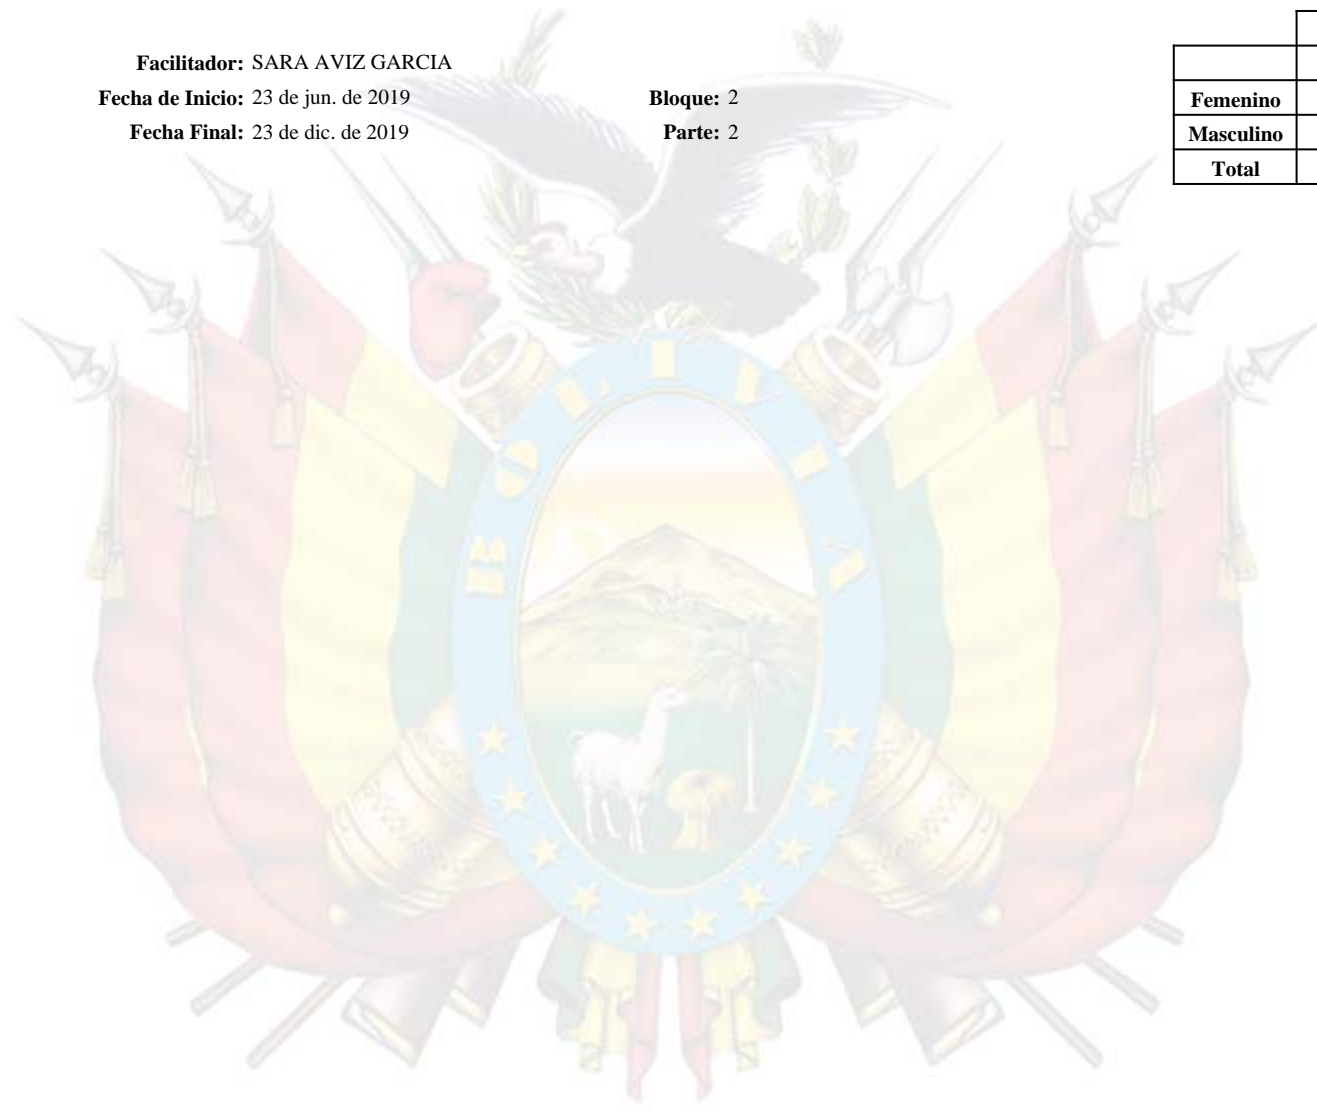 Facilitador: SARA AVIZ GARCIA
Fecha de Inicio: 23 de jun. de 2019 Bloque: 2
Fecha Final: 23 de dic. de 2019 Parte: 2
Femenino
Masculino
Total
BOLIVIA